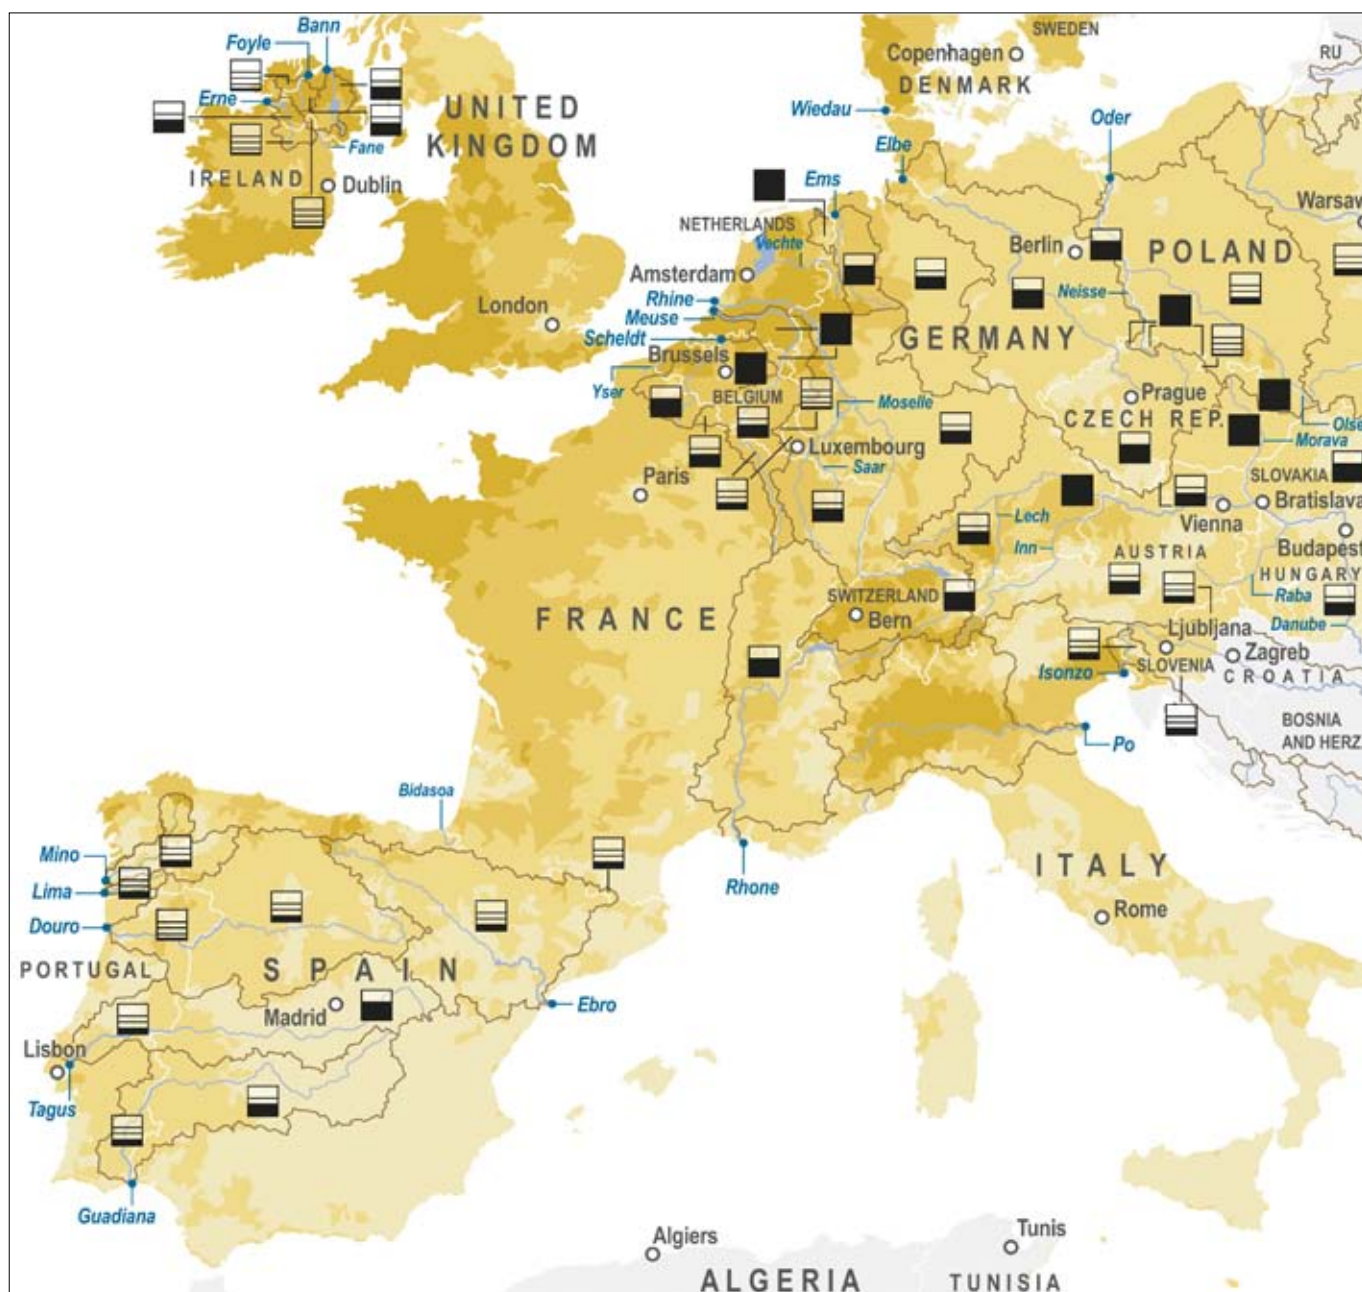 Bann
Foyle
SWEDEN
Copenhagen
DENMARK
RU
Erne
UNITED
KINGDOM
Wiedau
Oder
Elbe
Fane
IRELAND
Dublin
Ems
NETHERLANDS
Vechte
Warsaw
Berlin
POLAND
Amsterdam
London
Rhine
Meuse
Neisse
Scheldt
GERMANY
Brussels
Yser
BELGIUM
Moselle
Prague
CZECH REP.
Olse
Morava
Luxembourg
Saar
SLOVAKIA
Paris
Lech
Vienna
Bratislava
Inn
Budapest
AUSTRIA
HUNGARY
SWITZERLAND
Raba
FRANCE
Bern
Ljubljana
Danube
Zagreb
SLOVENIA
Isonzo
CROATIA
BOSNIA
AND HERZ
Po
Bidasoa
Mino
ITALY
Lima
Rhone
Rome
Douro
PORTUGAL
SPAIN
Madrid
Ebro
Lisbon
Tagus
Guadiana
Algiers
Tunis
ALGERIA
TUNISIA